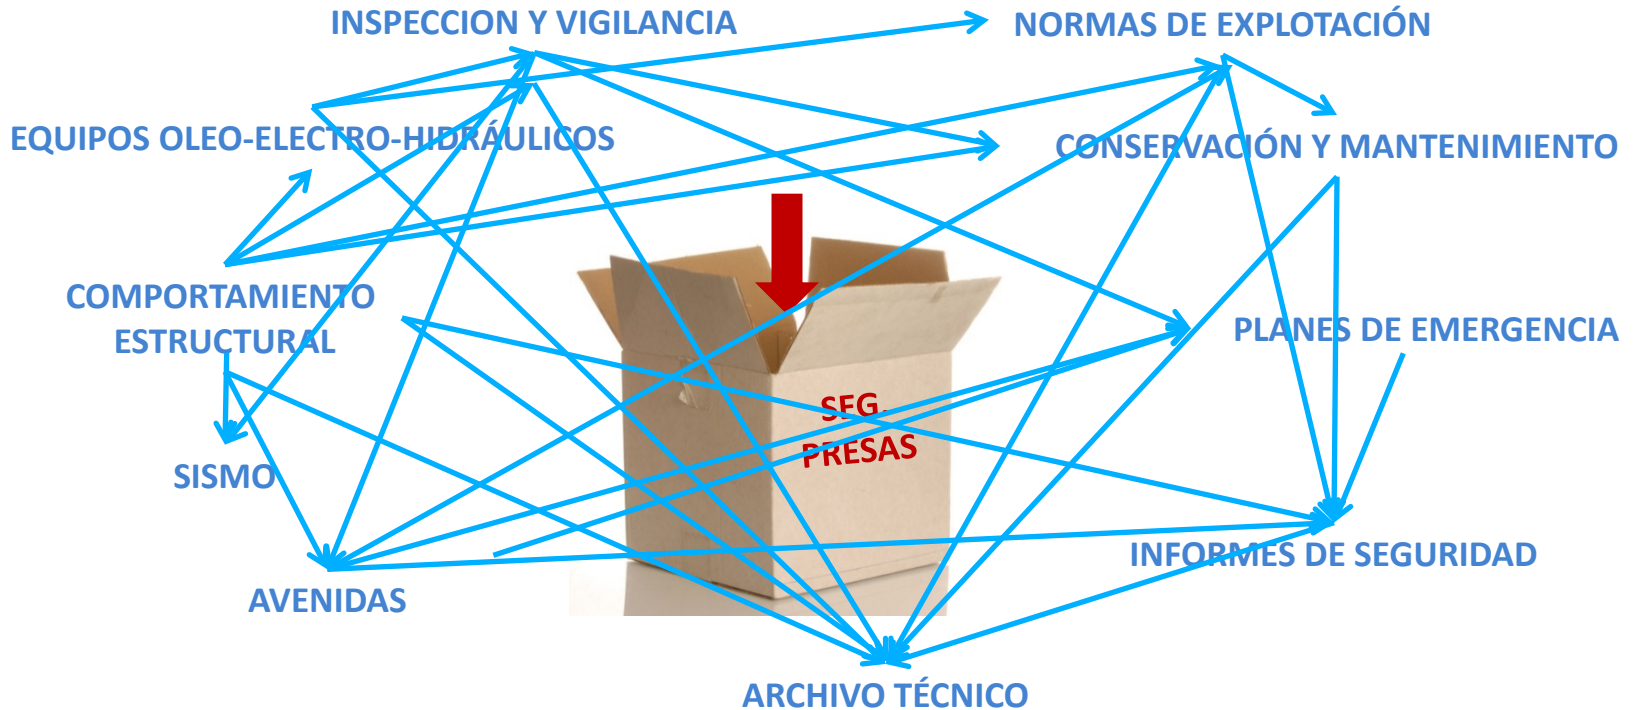 INSPECCION Y VIGILANCIA
NORMAS DE EXPLOTACIÓN
EQUIPOS OLEO-ELECTRO-HIDRÁULICOS
CONSERVACIÓN Y MANTENIMIENTO
COMPORTAMIENTO
ESTRUCTURAL
PLANES DE EMERGENCIA
SEG.
PRESAS
SISMO
INFORMES DE SEGURIDAD
AVENIDAS
ARCHIVO TÉCNICO